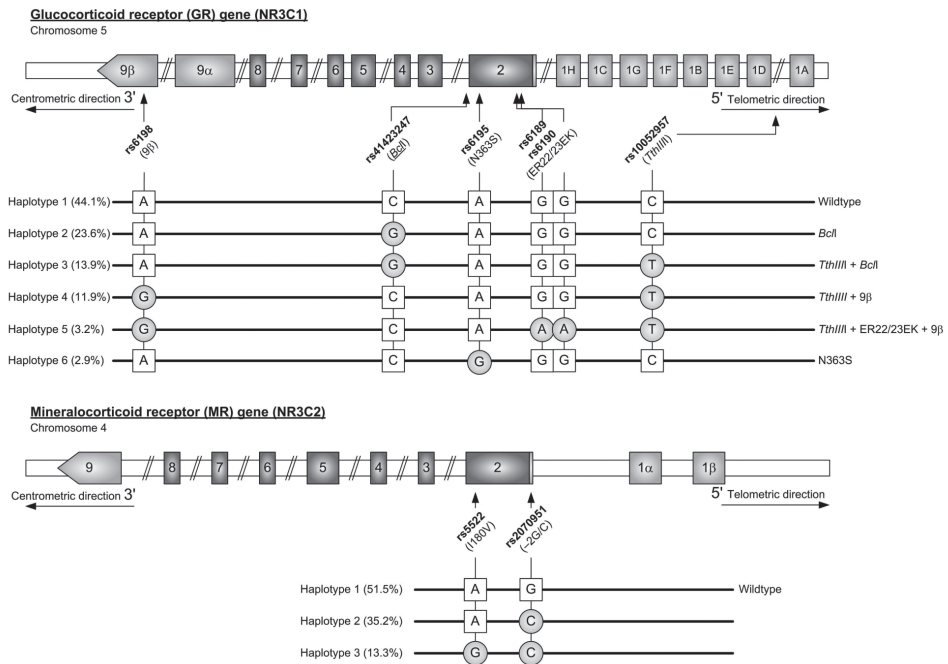 Glucocorticoid receptor (GR) gene (NR3C1)
Chromosome 5
9β // 9α // 8 // 7 // 6 5 // 4 3 // 2 // 1H 1C 1G 1F 1B 1E 1D // 1A
Centrometric direction 3' 5' Telometric direction
rs6198
(9β)
rs41423247
(BclI)
rs6195
(N363S)
rs6189
rs6190
(ER22/23EK)
rs10052957
(TthIIII)
Haplotype 1 (44.1%) A C A G G C Wildtype
Haplotype 2 (23.6%) A G A G G C BclI
Haplotype 3 (13.9%) A G A G G T TthIIII + BclI
Haplotype 4 (11.9%) G C A G G T TthIIII + 9β
Haplotype 5 (3.2%) G C A A A T TthIIII + ER22/23EK + 9β
Haplotype 6 (2.9%) A C G G G C N363S
Mineralocorticoid receptor (MR) gene (NR3C2)
Chromosome 4
9 // 8 // 7 // 6 // 5 // 4 // 3 // 2 1α 1β
Centrometric direction 3' 5' Telometric direction
rs5522
(I180V)
rs2070951
(–2G/C)
Haplotype 1 (51.5%) A G Wildtype
Haplotype 2 (35.2%) A C
Haplotype 3 (13.3%) G C